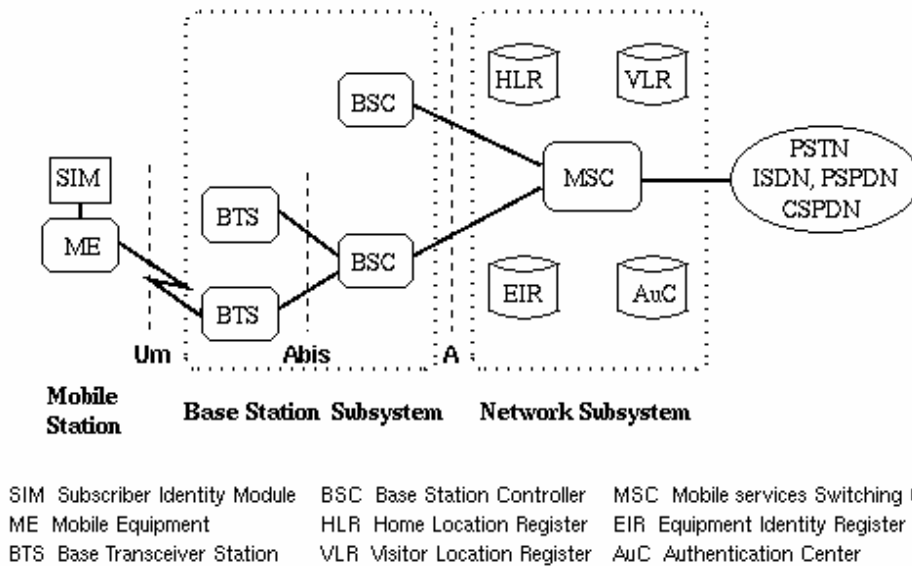 HLR VLR
BSC
PSTN
ISDN, PSPDN
CSPDN
MSC
SIM
BTS
ME
BSC
BTS
EIR AuC
Um Abis A
Mobile
Station
Base Station Subsystem
Network Subsystem
SIM Subscriber Identity Module BSC Base Station Controller MSC Mobile services Switching
ME Mobile Equipment HLR Home Location Register EIR Equipment Identity Register
BTS Base Transceiver Station VLR Visitor Location Register AuC Authentication Center